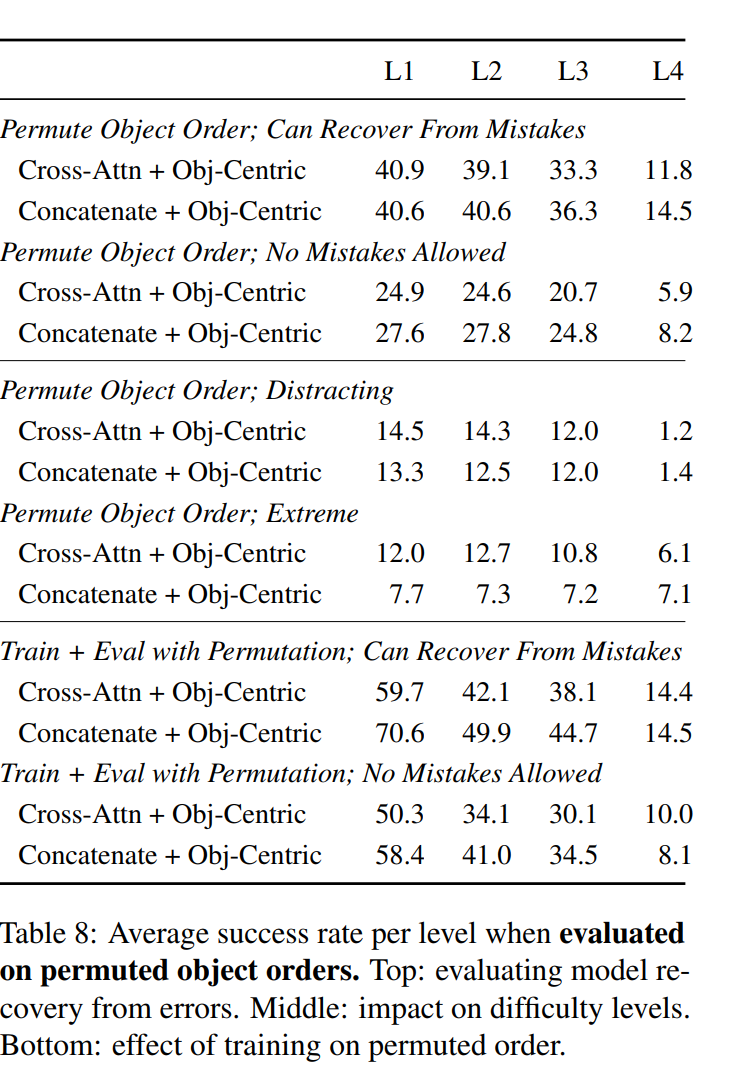 L1 L2 L3 L4
Permute Object Order; Can Recover From Mistakes
Cross-Attn + Obj-Centric 40.9 39.1 33.3 11.8
Concatenate + Obj-Centric 40.6 40.6 36.3 14.5
Permute Object Order; No Mistakes Allowed
Cross-Attn + Obj-Centric 24.9 24.6 20.7 5.9
Concatenate + Obj-Centric 27.6 27.8 24.8 8.2
Permute Object Order; Distracting
Cross-Attn + Obj-Centric 14.5 14.3 12.0 1.2
Concatenate + Obj-Centric 13.3 12.5 12.0 1.4
Permute Object Order; Extreme
Cross-Attn + Obj-Centric 12.0 12.7 10.8 6.1
Concatenate + Obj-Centric 7.7 7.3 7.2 7.1
Train + Eval with Permutation; Can Recover From Mistakes
Cross-Attn + Obj-Centric 59.7 42.1 38.1 14.4
Concatenate + Obj-Centric 70.6 49.9 44.7 14.5
Train + Eval with Permutation; No Mistakes Allowed
Cross-Attn + Obj-Centric 50.3 34.1 30.1 10.0
Concatenate + Obj-Centric 58.4 41.0 34.5 8.1
Table 8: Average success rate per level when evaluated
on permuted object orders. Top: evaluating model re-
covery from errors. Middle: impact on difficulty levels.
Bottom: effect of training on permuted order.